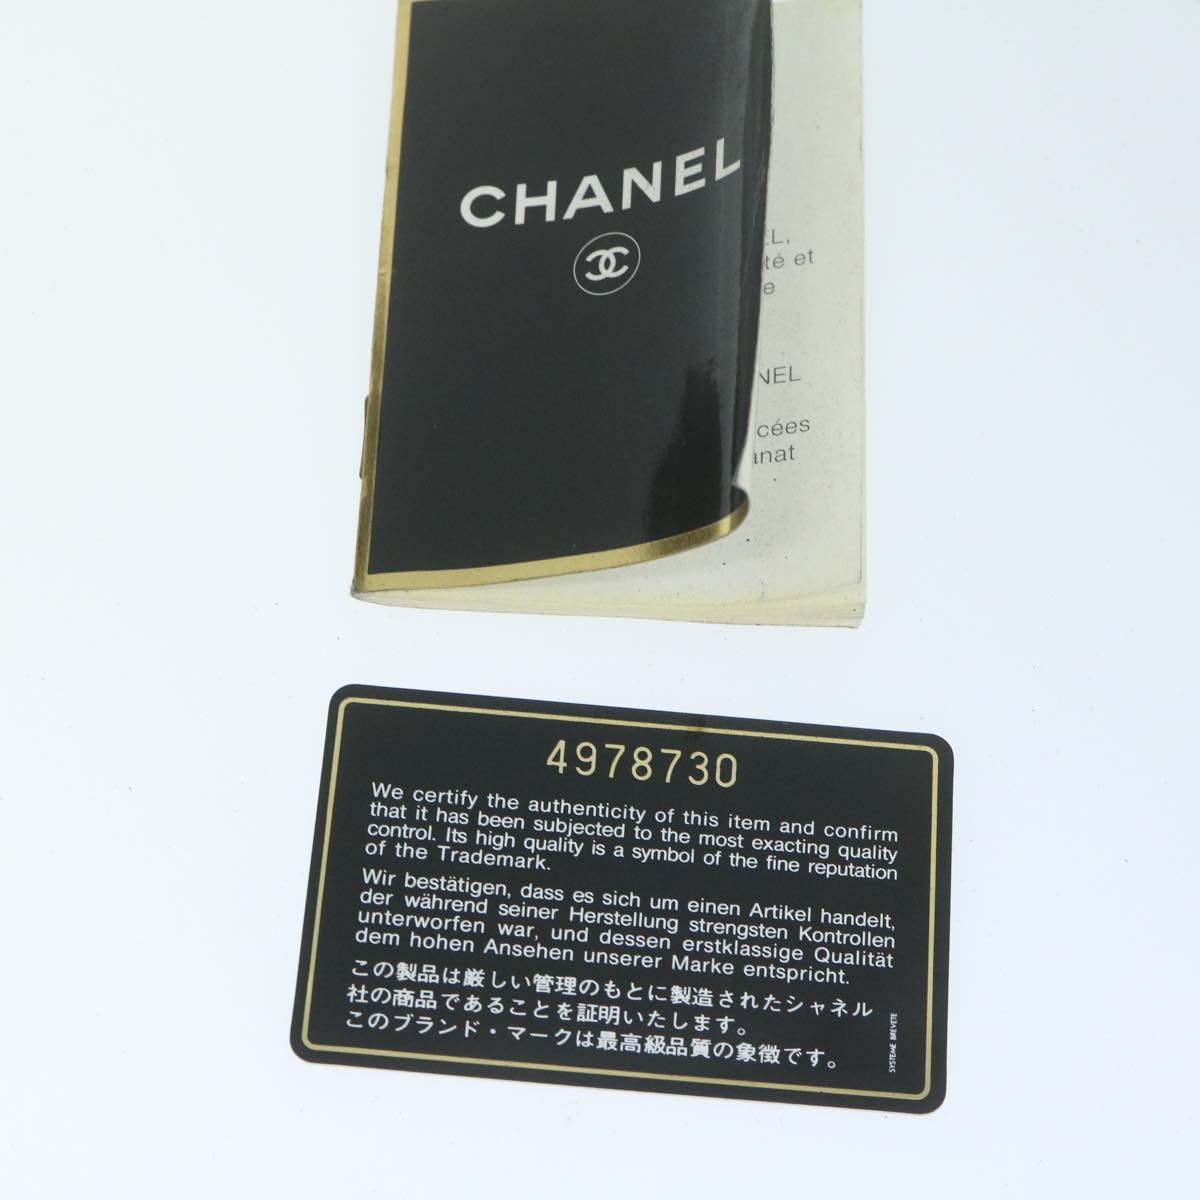 CHANEL
EL,
té et
e
NEL
cées
anat
4978730
We certify the authenticity of this item and confirm
that it has been subjected to the most exacting quality
control. Its high quality is a symbol of the fine reputation
of the Trademark.
Wir bestätigen, dass es sich um einen Artikel handelt,
der während seiner Herstellung strengsten Kontrollen
unterworfen war, und dessen erstklassige Qualität
dem hohen Ansehen unserer Marke entspricht.
この製品は厳しい管理のもとに製造されたシャネル
社の商品であることを証明いたします。
このブランド・マークは最高級品質の象徴です。
SYSTEME BREVETE